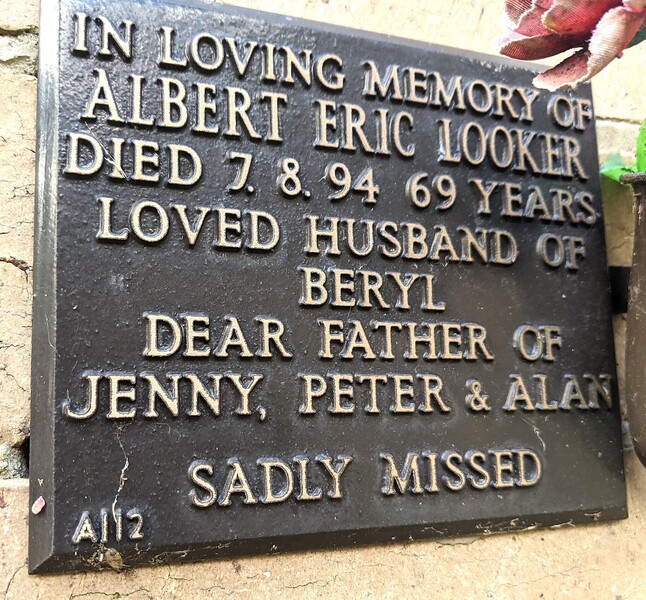 IN LOVING MEMORY OF
ALBERT ERIC LOOKER
DIED 7. 8. 94 69 YEARS
LOVED HUSBAND OF
BERYL
DEAR FATHER OF
JENNY, PETER & ALAN
SADLY MISSED
A112